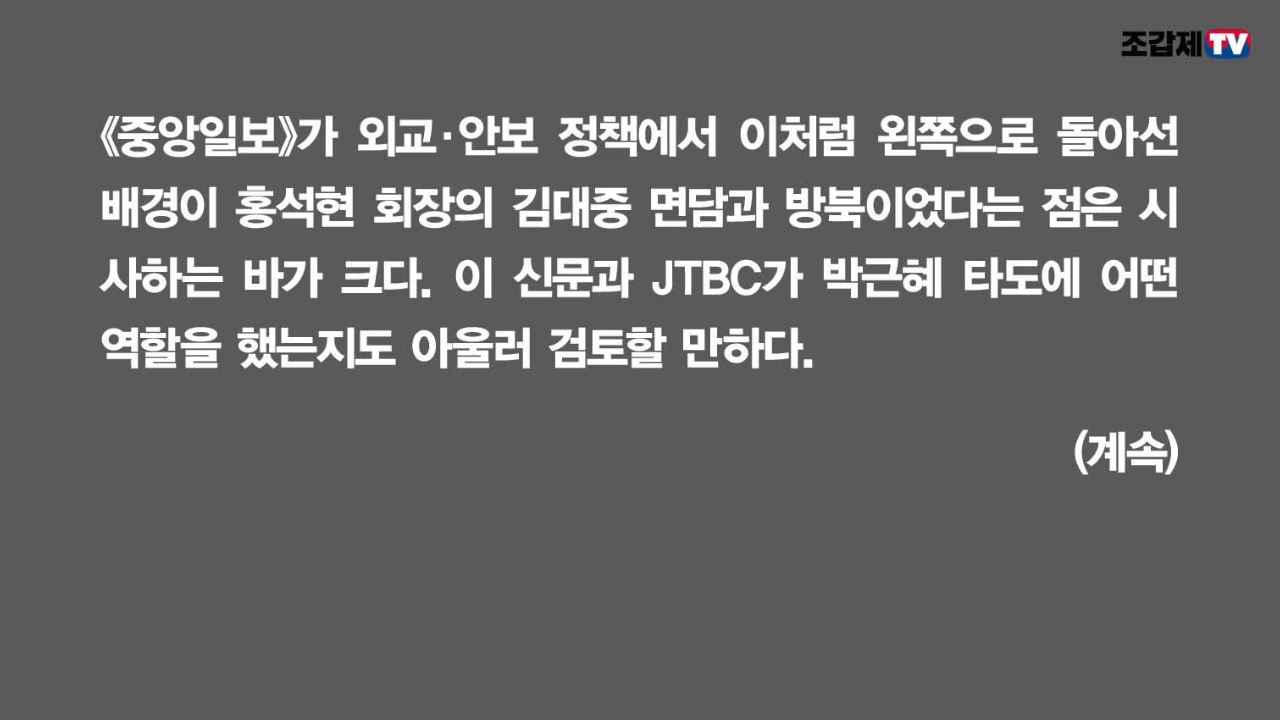 조갑제TV
《중앙일보》가 외교·안보 정책에서 이처럼 왼쪽으로 돌아선
배경이 홍석현 회장의 김대중 면담과 방북이었다는 점은 시
사하는 바가 크다. 이 신문과 JTBC가 박근혜 타도에 어떤
역할을 했는지도 아울러 검토할 만하다.
(계속)